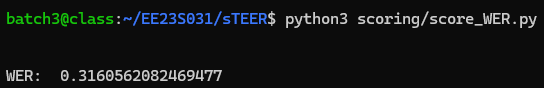 batch3@class:~/EE23S031/sTEER$ python3 scoring/score_WER.py
WER:  0.3160562082469477